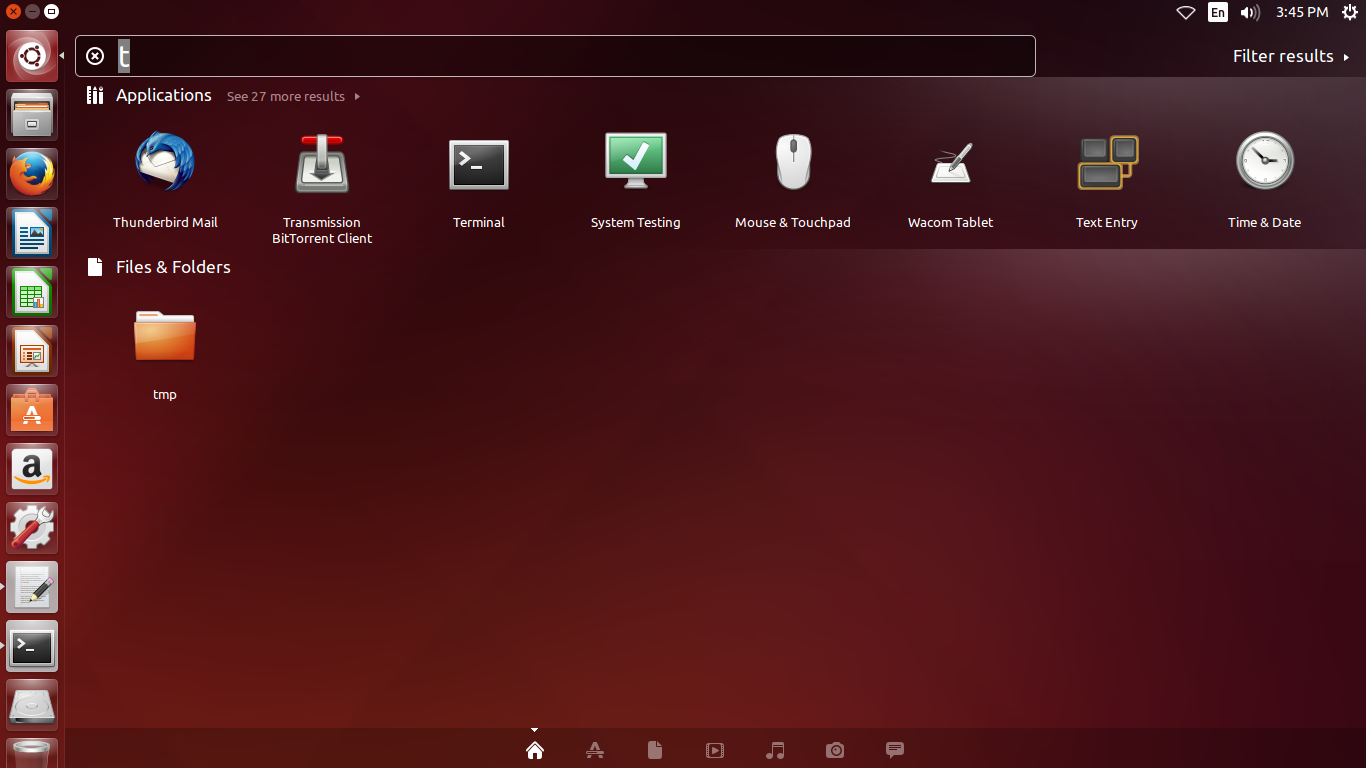 En
3:45 PM
t
Filter results
Applications See 27 more results
Thunderbird Mail
Transmission
BitTorrent Client
Terminal
System Testing
Mouse & Touchpad
Wacom Tablet
Text Entry
Time & Date
Files & Folders
tmp